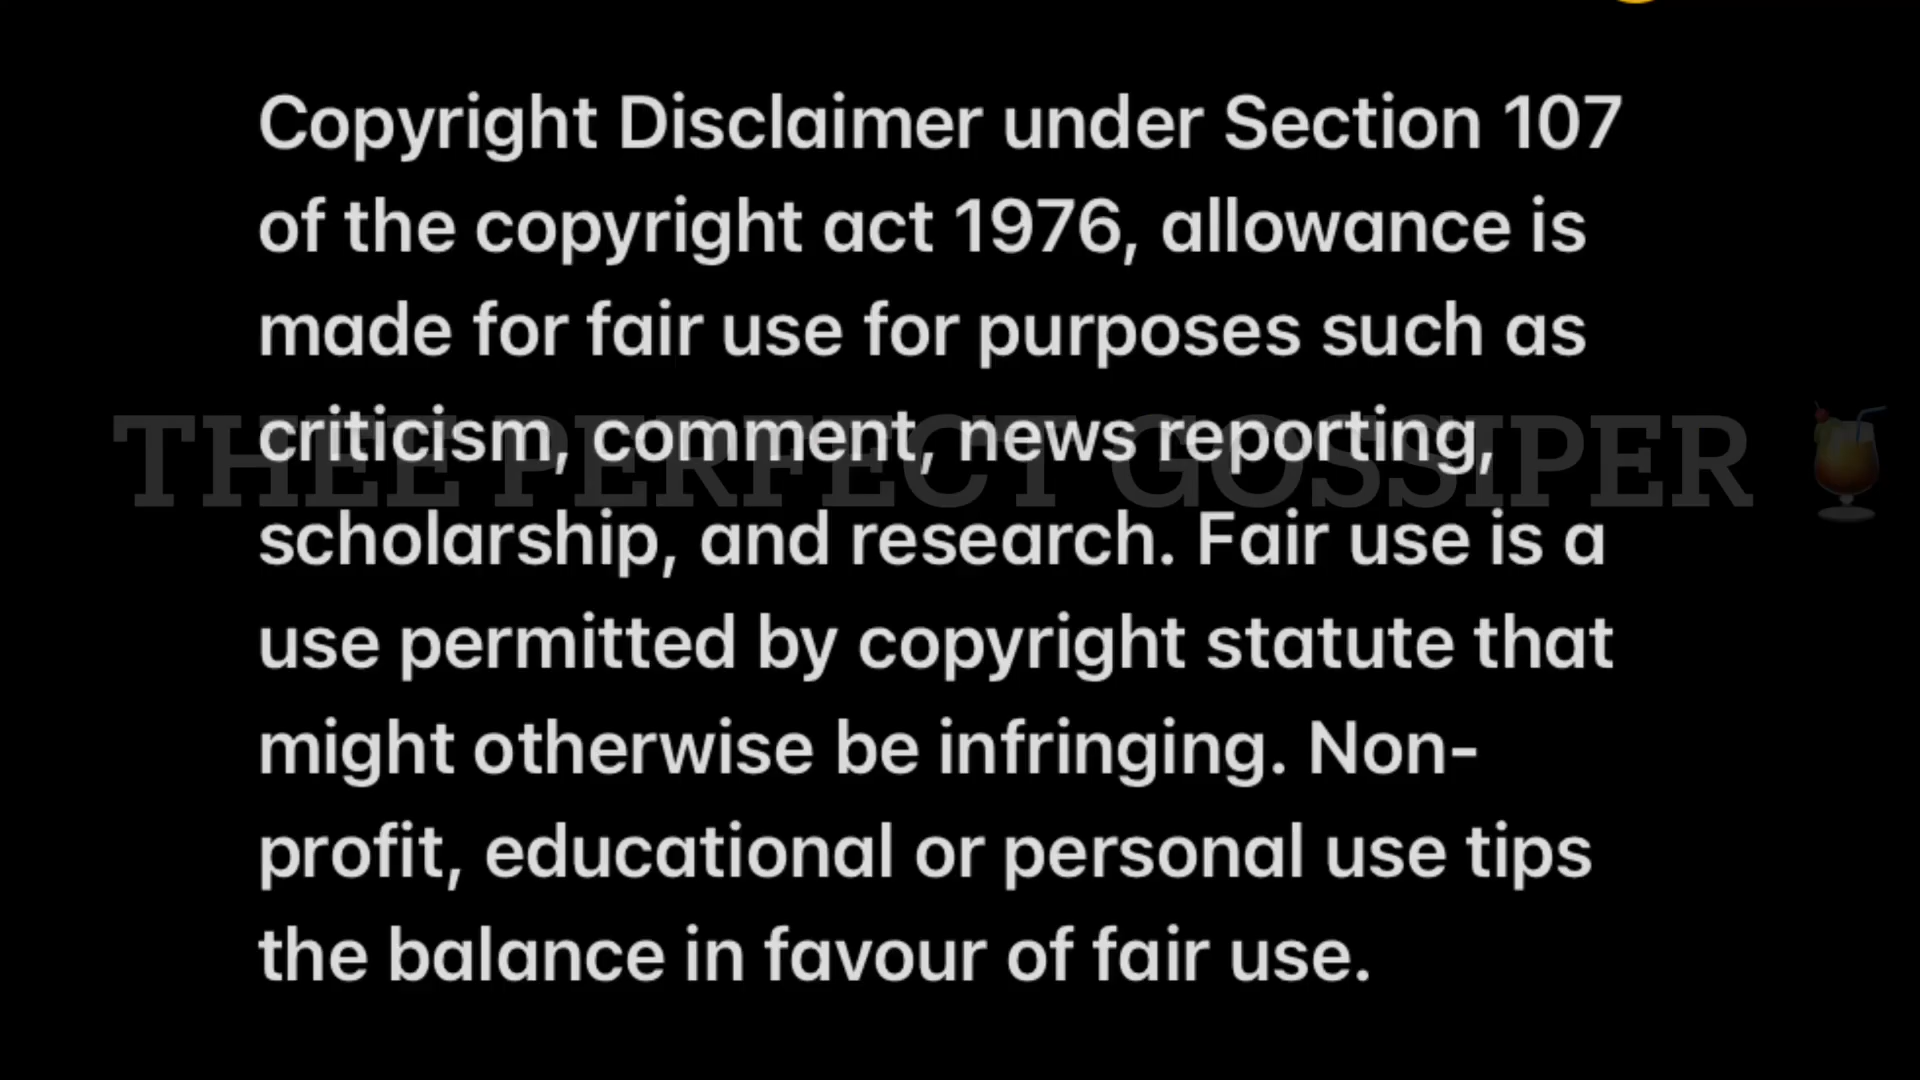 Copyright Disclaimer under Section 107
of the copyright act 1976, allowance is
made for fair use for purposes such as
criticism, comment, news reporting,
THEE PERFECT GOSSIPER
scholarship, and research. Fair use is a
use permitted by copyright statute that
might otherwise be infringing. Non-
profit, educational or personal use tips
the balance in favour of fair use.